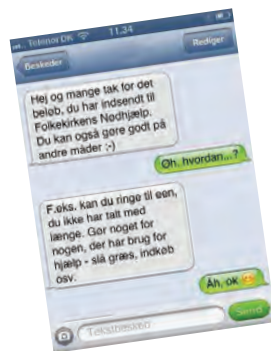 Telenor DK 11.34
Beskeder Rediger
Hej og mange tak for det
beløb, du har indsendt til
Folkekirkens Nødhjælp.
Du kan også gøre godt på
andre måder :-)
Øh, hvordan...?
F.eks. kan du ringe til een,
du ikke har talt med
længe. Gør noget for
nogen, der har brug for
hjælp - slå græs, indkøb
osv.
Åh, ok
Tekstbesked Send